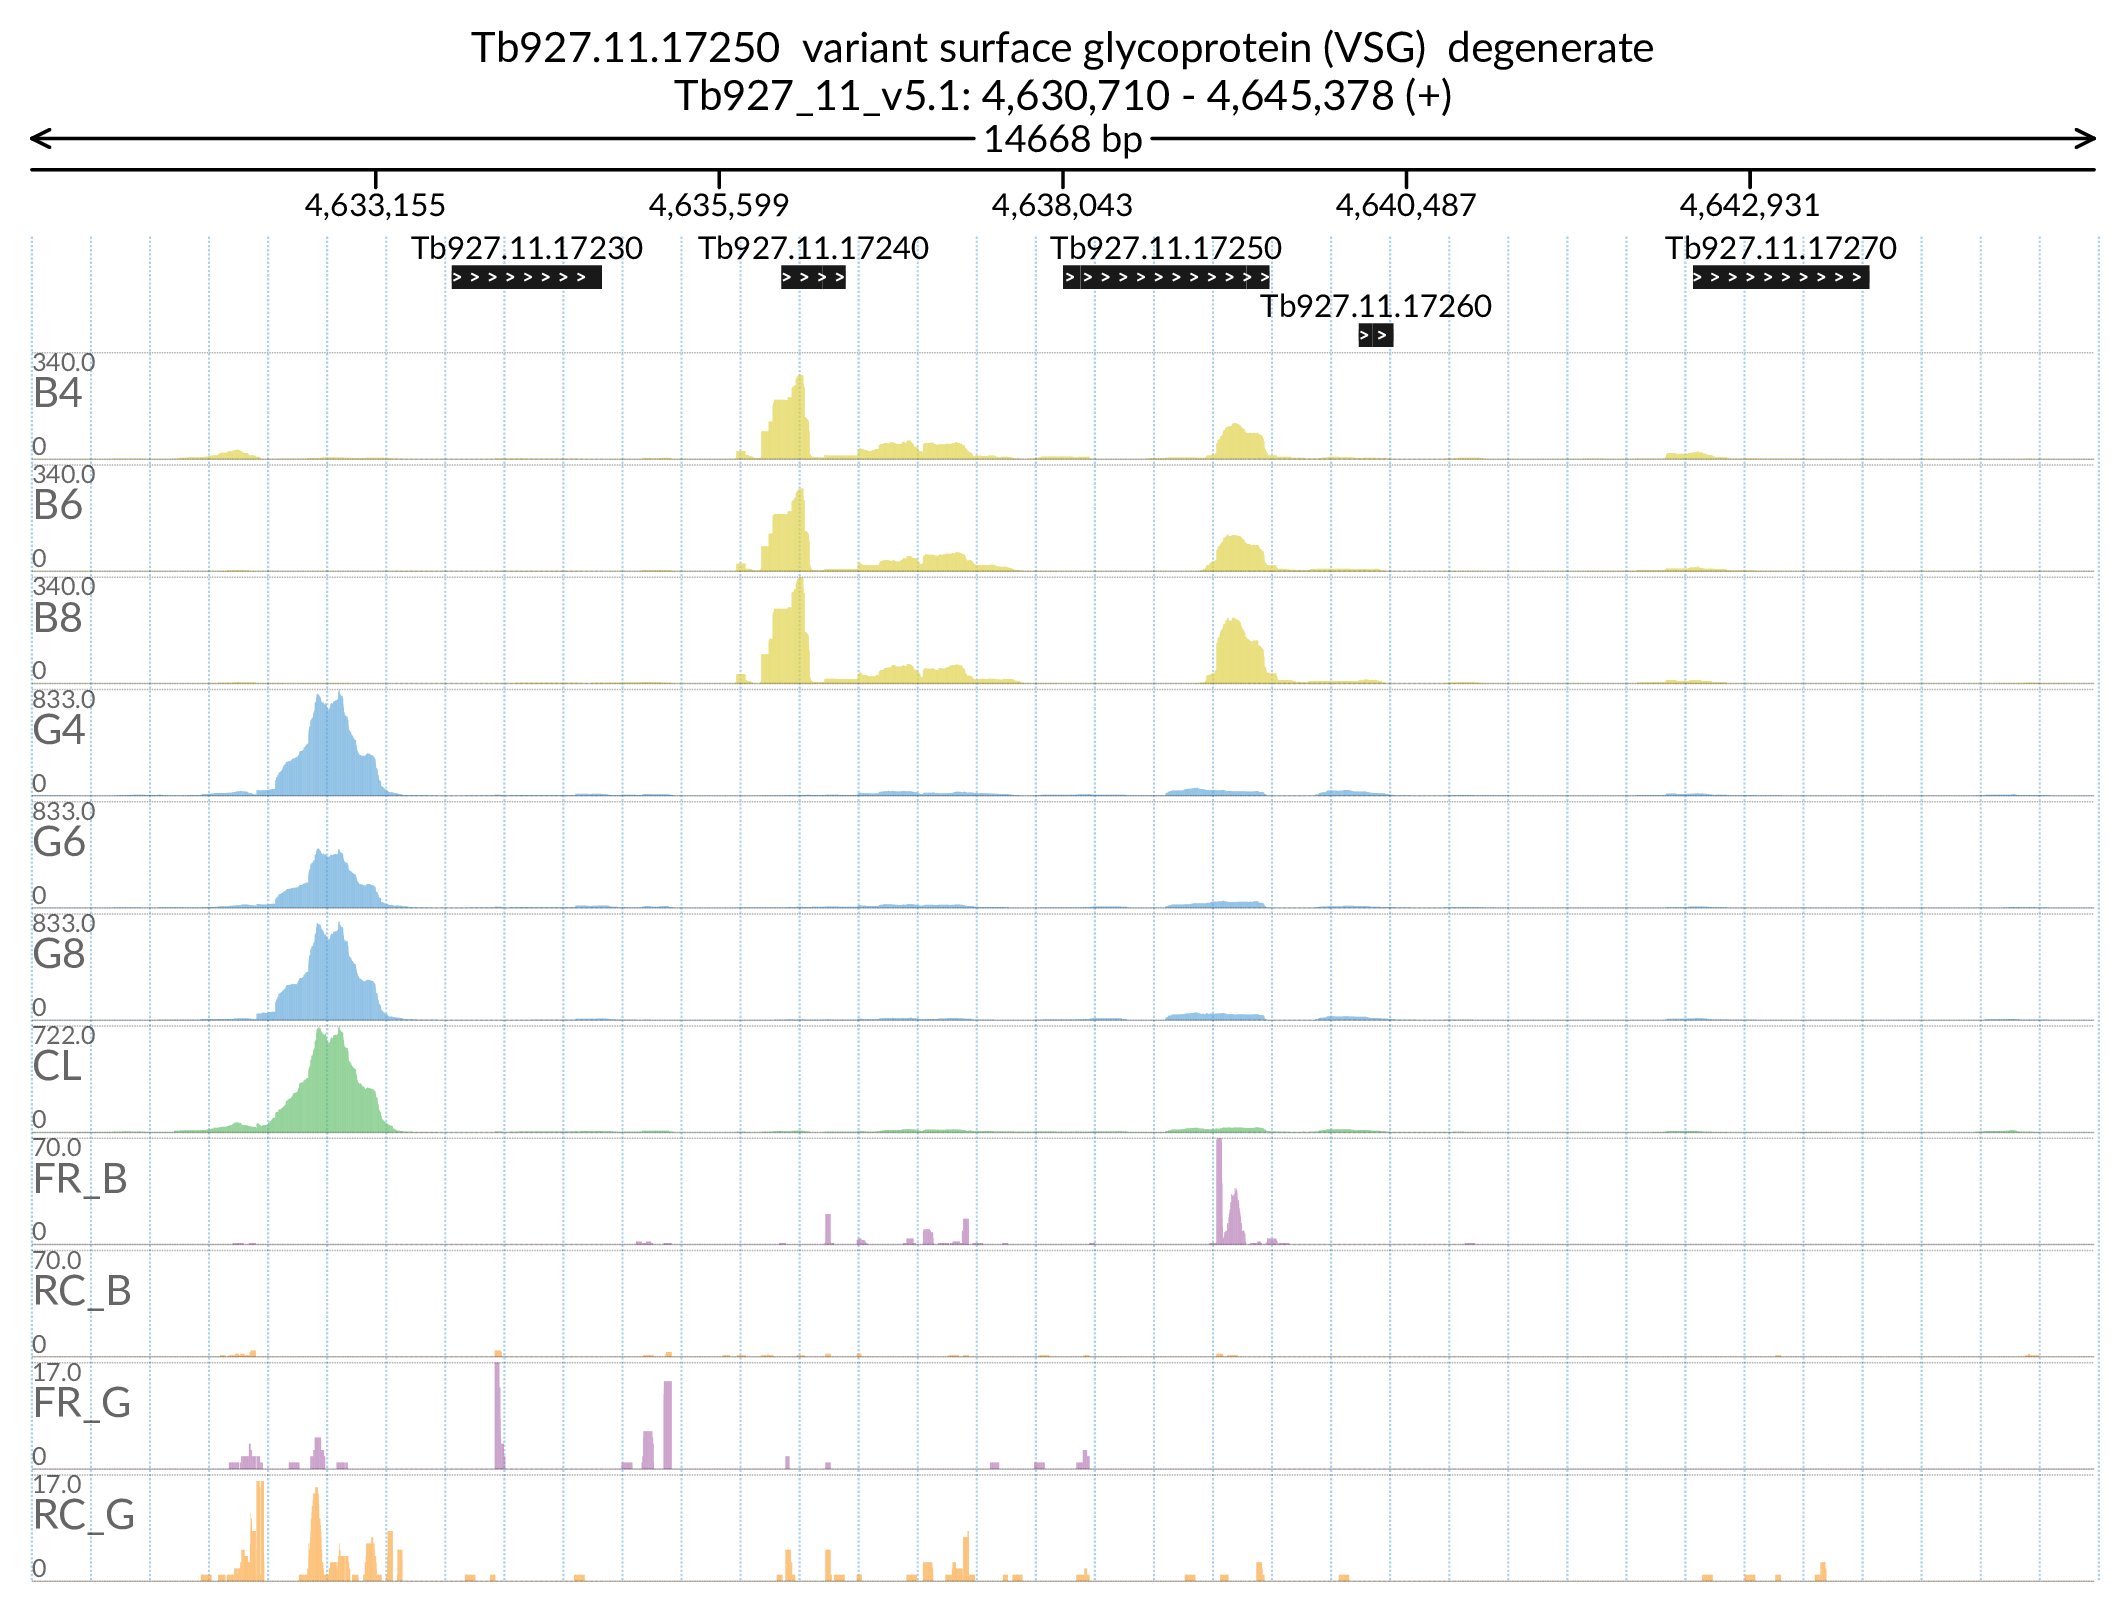 Tb927.11.17250  variant surface glycoprotein (VSG)  degenerate
Tb927_11_v5.1: 4,630,710 - 4,645,378 (+)
14668 bp
4,633,155 4,635,599 4,638,043 4,640,487 4,642,931
Tb927.11.17230 Tb927.11.17240 Tb927.11.17250 Tb927.11.17270
Tb927.11.17260
340.0
B4
0
340.0
B6
0
340.0
B8
0
833.0
G4
0
833.0
G6
0
833.0
G8
0
722.0
CL
0
70.0
FR_B
0
70.0
RC_B
0
17.0
FR_G
0
17.0
RC_G
0